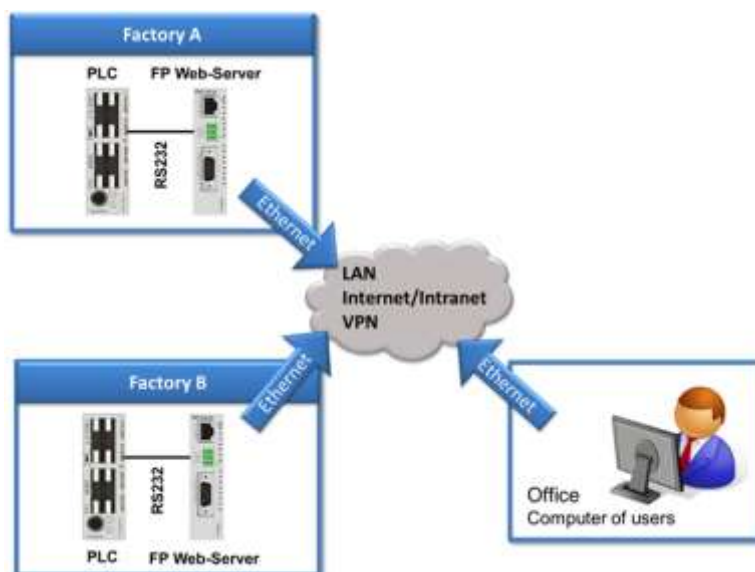 Factory A
PLC FP Web-Server
RS232
Ethernet
LAN
Internet/Intranet
VPN
Factory B
Ethernet
Ethernet
RS232
PLC FP Web-Server
Office
Computer of users